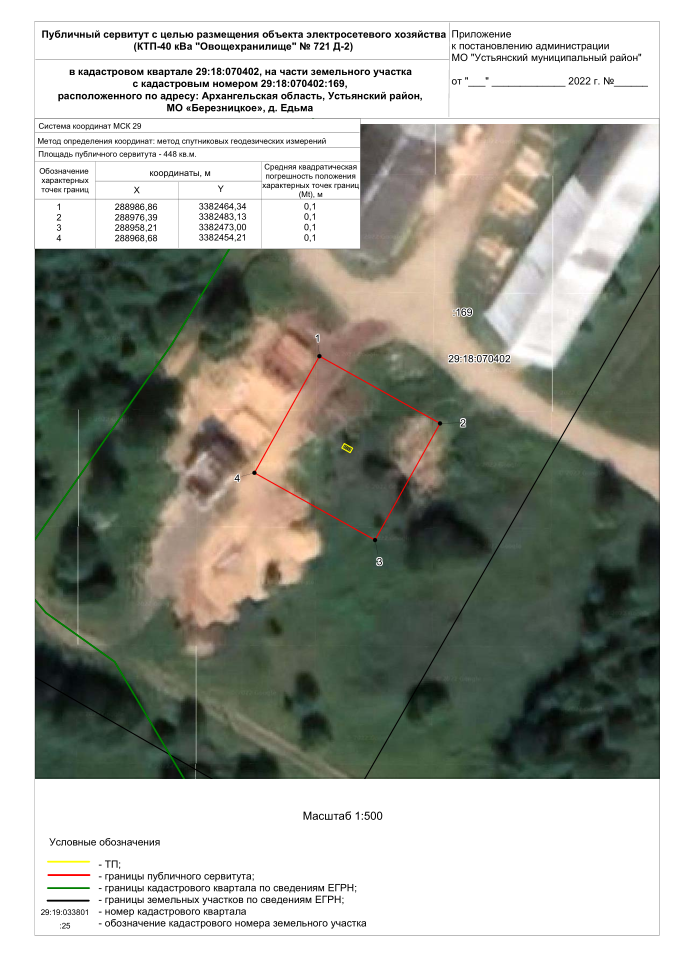 Публичный сервитут с целью размещения объекта электросетевого хозяйства
(КТП-40 кВа "Овощехранилище" № 721 Д-2)
в кадастровом квартале 29:18:070402, на части земельного участка
с кадастровым номером 29:18:070402:169,
расположенного по адресу: Архангельская область, Устьянский район,
МО «Березницкое», д. Едьма
Приложение
к постановлению администрации
МО "Устьянский муниципальный район"
от "___" _____________ 2022 г. №______
Система координат МСК 29
Метод определения координат: метод спутниковых геодезических измерений
Площадь публичного сервитута - 448 кв.м.
Обозначение характерных точек границ
координаты, м
X Y
Средняя квадратическая погрешность положения характерных точек границ (Mt), м
1 288986,86 3382464,34 0,1
2 288976,39 3382483,13 0,1
3 288958,21 3382473,00 0,1
4 288968,68 3382454,21 0,1
:169
1
29:18:070402
2
4
3
Масштаб 1:500
Условные обозначения
- ТП;
- границы публичного сервитута;
- границы кадастрового квартала по сведениям ЕГРН;
- границы земельных участков по сведениям ЕГРН;
29:19:033801 - номер кадастрового квартала
:25 - обозначение кадастрового номера земельного участка